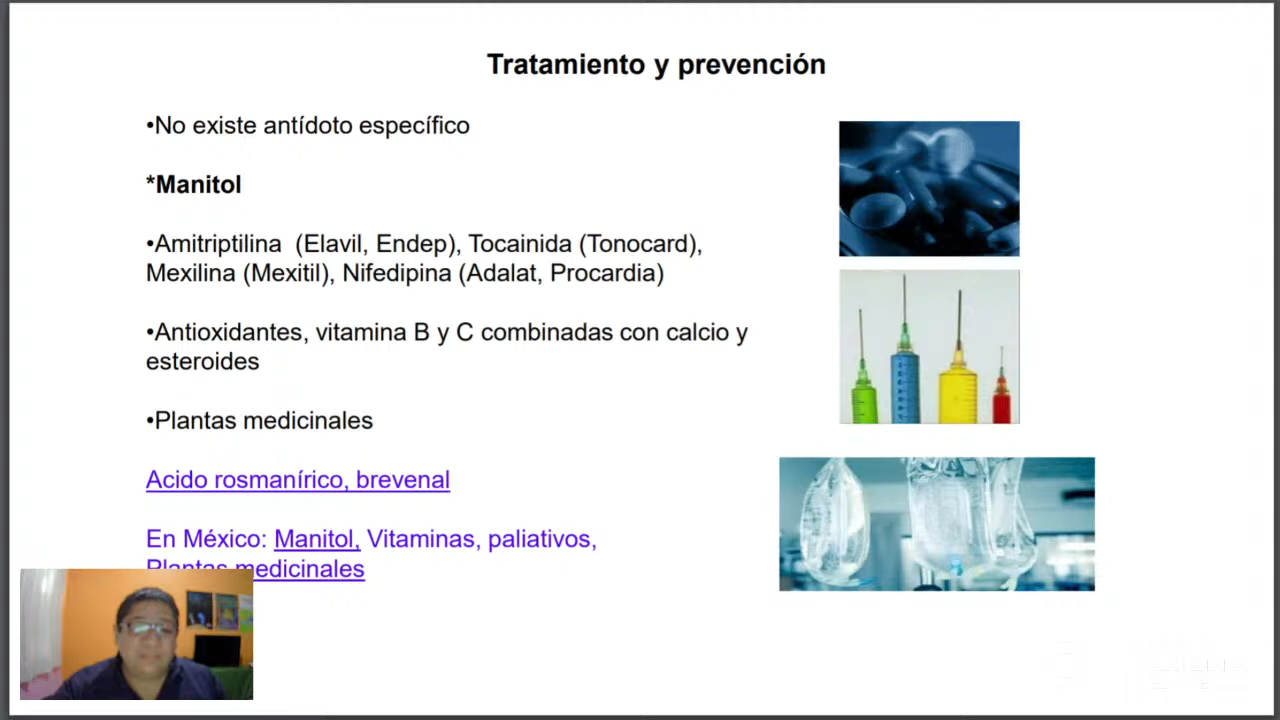 Tratamiento y prevención
•No existe antídoto específico
*Manitol
•Amitriptilina (Elavil, Endep), Tocainida (Tonocard),
Mexilina (Mexitil), Nifedipina (Adalat, Procardia)
•Antioxidantes, vitamina B y C combinadas con calcio y
esteroides
•Plantas medicinales
Acido rosmanírico, brevenal
En México: Manitol, Vitaminas, paliativos,
Plantas medicinales